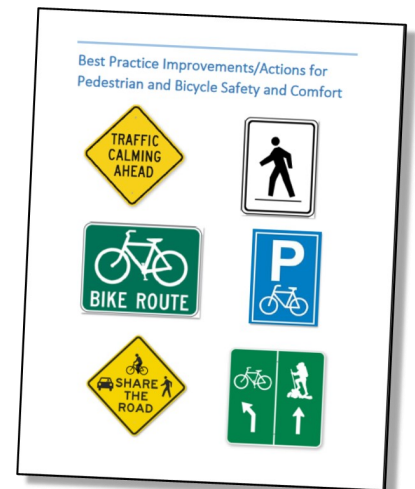 Best Practice Improvements/Actions for
Pedestrian and Bicycle Safety and Comfort
TRAFFIC
CALMING
AHEAD
BIKE ROUTE
P
SHARE
THE
ROAD